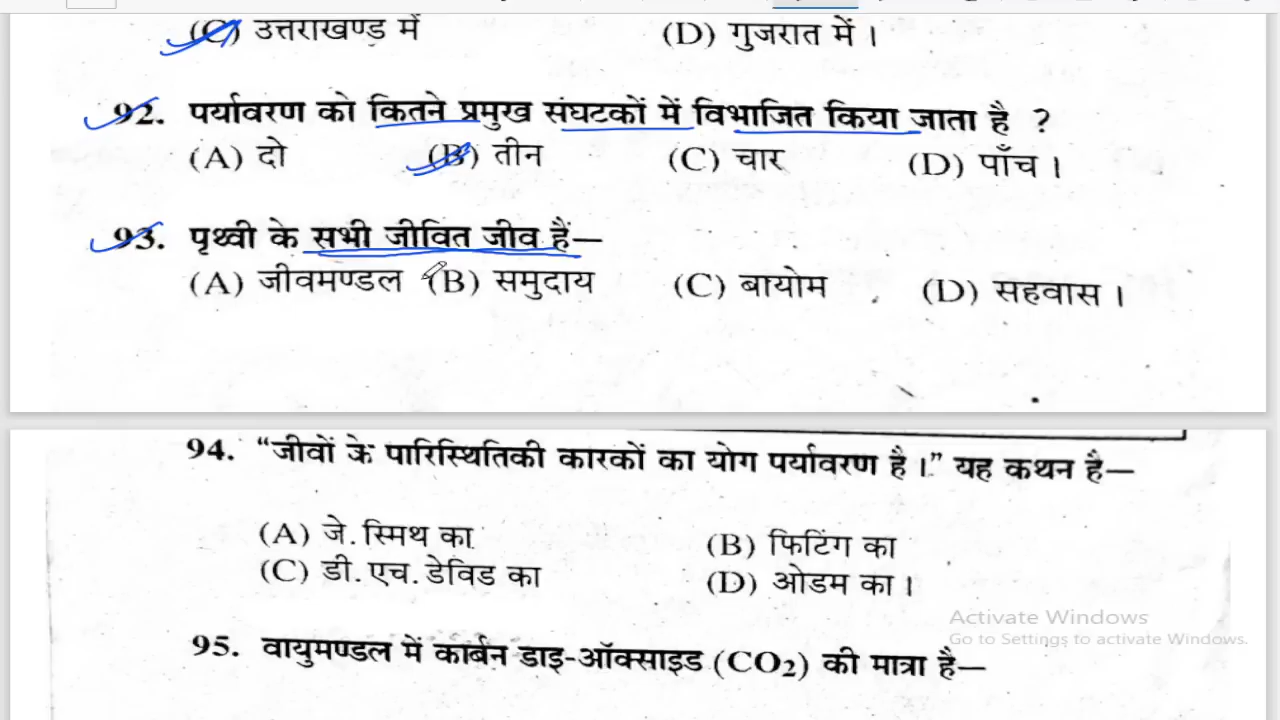 (C) उत्तराखण्ड में (D) गुजरात में ।
92. पर्यावरण को कितने प्रमुख संघटकों में विभाजित किया जाता है ?
(A) दो (B) तीन (C) चार (D) पाँच ।
93. पृथ्वी के सभी जीवित जीव हैं—
(A) जीवमण्डल (B) समुदाय (C) बायोम (D) सहवास ।
94. “जीवों के पारिस्थितिकी कारकों का योग पर्यावरण है ।” यह कथन है—
(A) जे. स्मिथ का (B) फिटिंग का
(C) डी. एच. डेविड का (D) ओडम का ।
Activate Windows
Go to Settings to activate Windows.
95. वायुमण्डल में कार्बन डाइ-ऑक्साइड (CO₂) की मात्रा है—